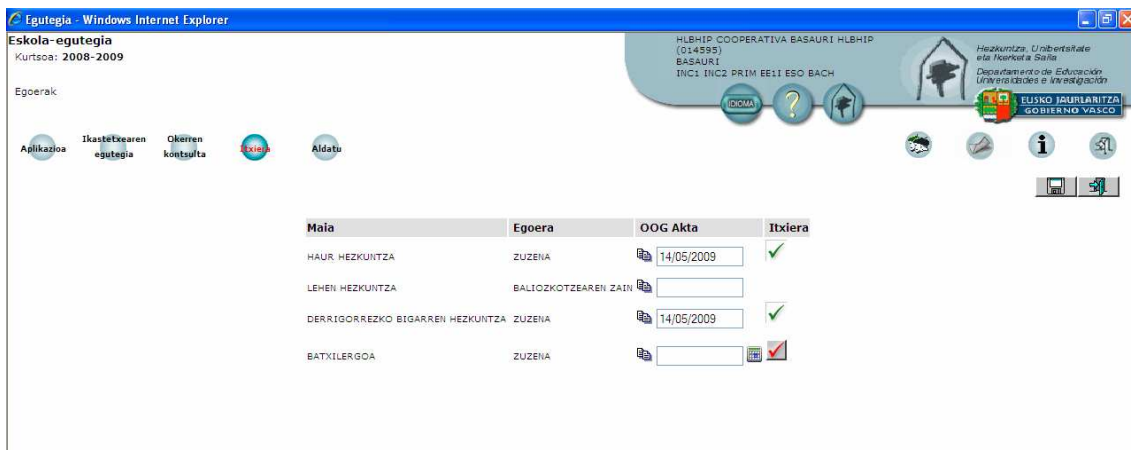 Egutegia - Windows Internet Explorer
Eskola-egutegia
Kurtsoa: 2008-2009
Egoerak
HLBHIP COOPERATIVA BASAURI HLBHIP
(014595)
BASAURI
INC1 INC2 PRIM EE1I ESO BACH
IDIOMA
?
Hezkuntza, Unibertsitate
eta Ikerketa Saila
Departamento de Educación
Universidades e Investigación
EUSKO JAURLARITZA
GOBIERNO VASCO
Aplikazioa
Ikastetxearen
egutegia
Okerren
kontsulta
Itxiera
Aldatu
i
Maia Egoera OOG Akta Itxiera
HAUR HEZKUNTZA ZUZENA 14/05/2009
LEHEN HEZKUNTZA BALIOZKOTZEAREN ZAIN
DERRIGORREZKO BIGARREN HEZKUNTZA ZUZENA 14/05/2009
BATXILERGOA ZUZENA